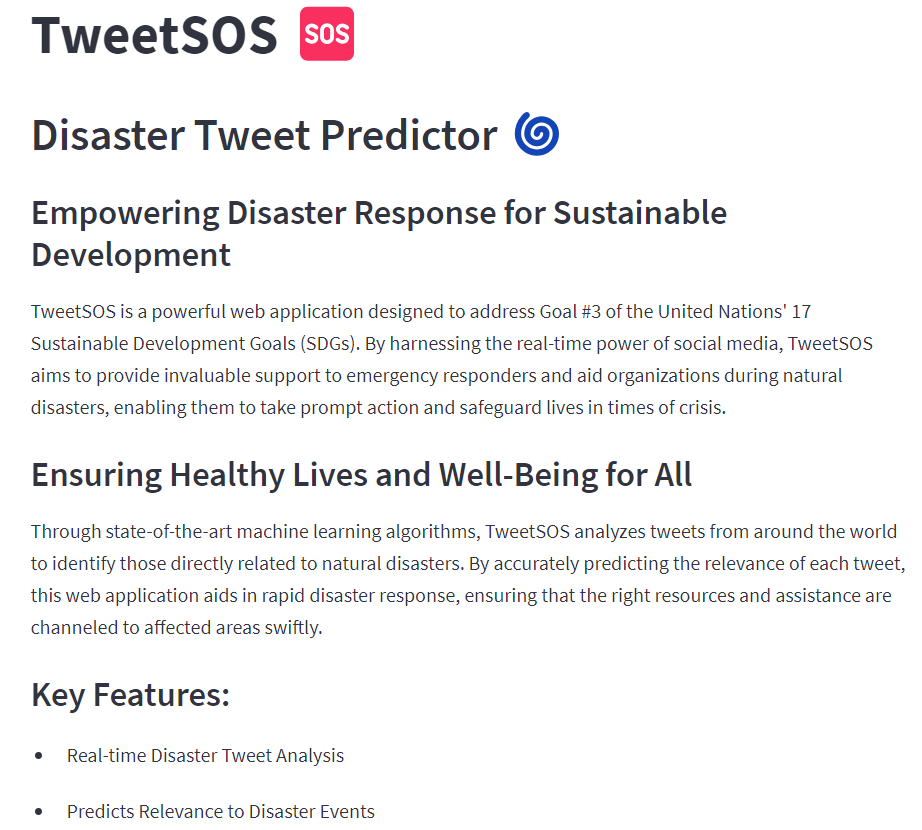 TweetSOS SOS
Disaster Tweet Predictor
Empowering Disaster Response for Sustainable
Development
TweetSOS is a powerful web application designed to address Goal #3 of the United Nations' 17
Sustainable Development Goals (SDGs). By harnessing the real-time power of social media, TweetSOS
aims to provide invaluable support to emergency responders and aid organizations during natural
disasters, enabling them to take prompt action and safeguard lives in times of crisis.
Ensuring Healthy Lives and Well-Being for All
Through state-of-the-art machine learning algorithms, TweetSOS analyzes tweets from around the world
to identify those directly related to natural disasters. By accurately predicting the relevance of each tweet,
this web application aids in rapid disaster response, ensuring that the right resources and assistance are
channeled to affected areas swiftly.
Key Features:
• Real-time Disaster Tweet Analysis
• Predicts Relevance to Disaster Events